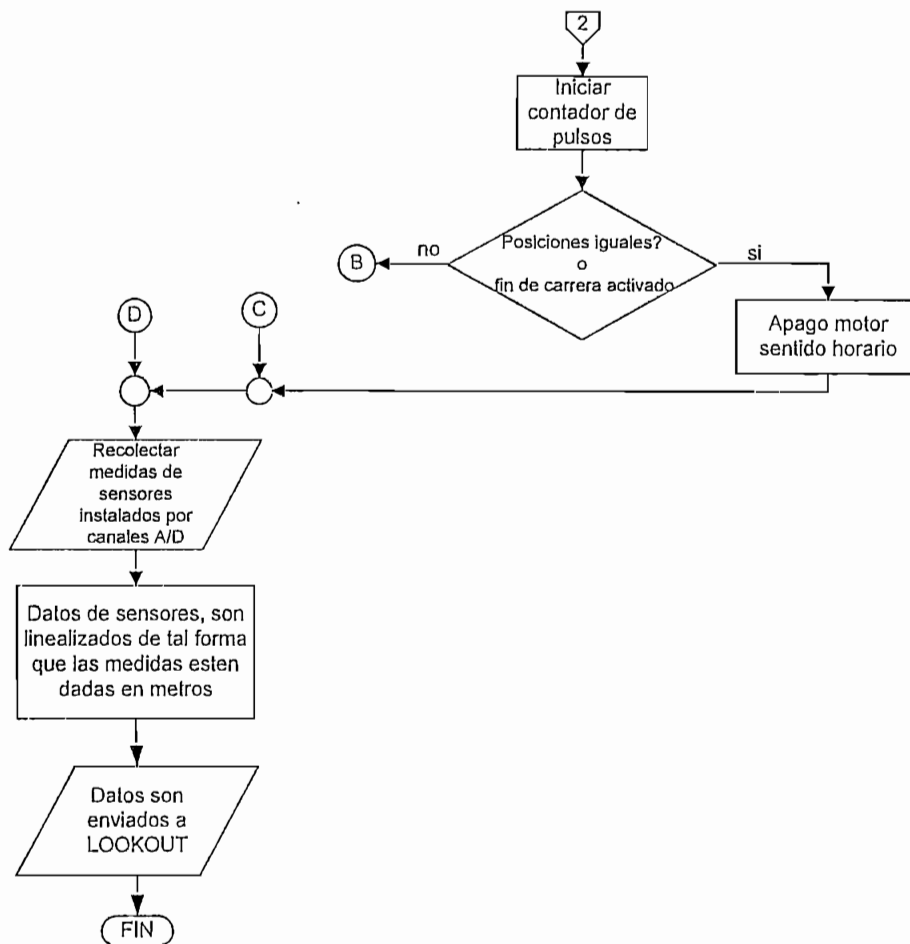 2
Iniciar
contador de
pulsos
Posiciones iguales?
o
fin de carrera activado
no
B
si
Apago motor
sentido horario
D
C
Recolectar
medidas de
sensores
instalados por
canales A/D
Datos de sensores, son
linealizados de tal forma
que las medidas esten
dadas en metros
Datos son
enviados a
LOOKOUT
FIN